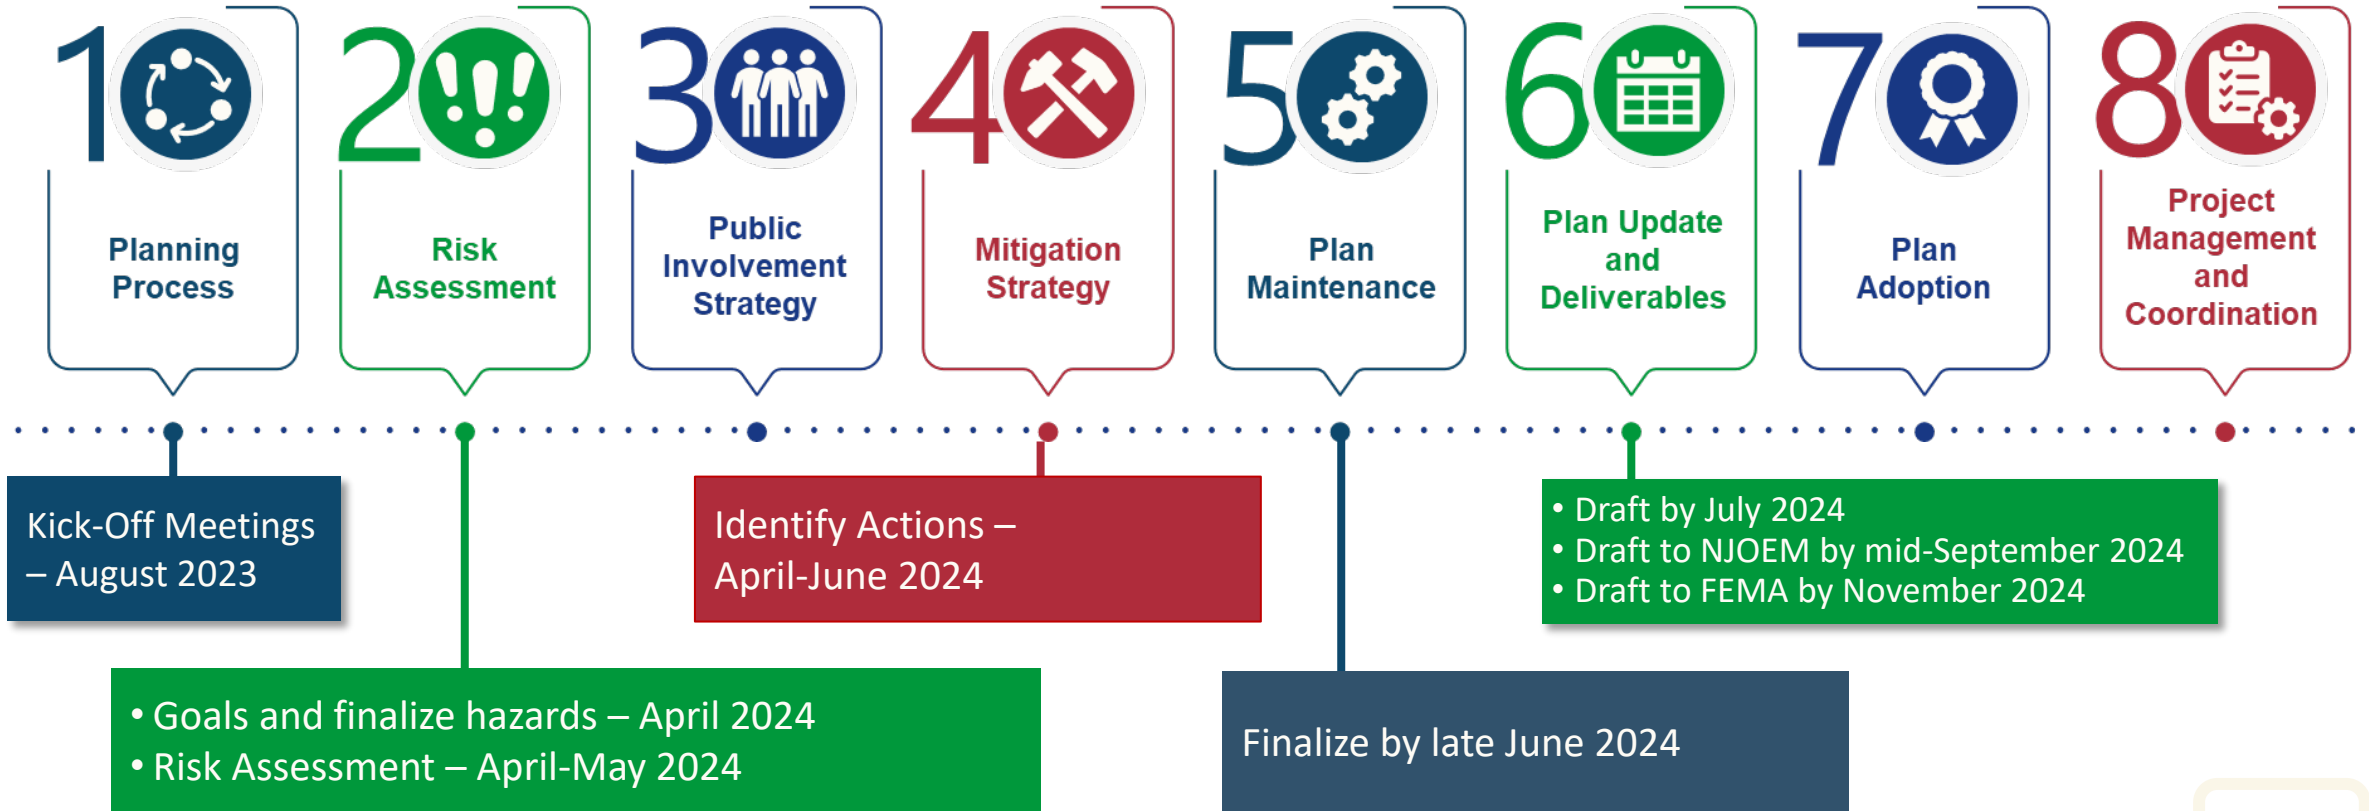 1
Planning
Process
2
Risk
Assessment
3
Public
Involvement
Strategy
4
Mitigation
Strategy
5
Plan
Maintenance
6
Plan Update
and
Deliverables
7
Plan
Adoption
8
Project
Management
and
Coordination
Kick-Off Meetings
– August 2023
• Goals and finalize hazards – April 2024
• Risk Assessment – April-May 2024
Identify Actions –
April-June 2024
Finalize by late June 2024
• Draft by July 2024
• Draft to NJOEM by mid-September 2024
• Draft to FEMA by November 2024